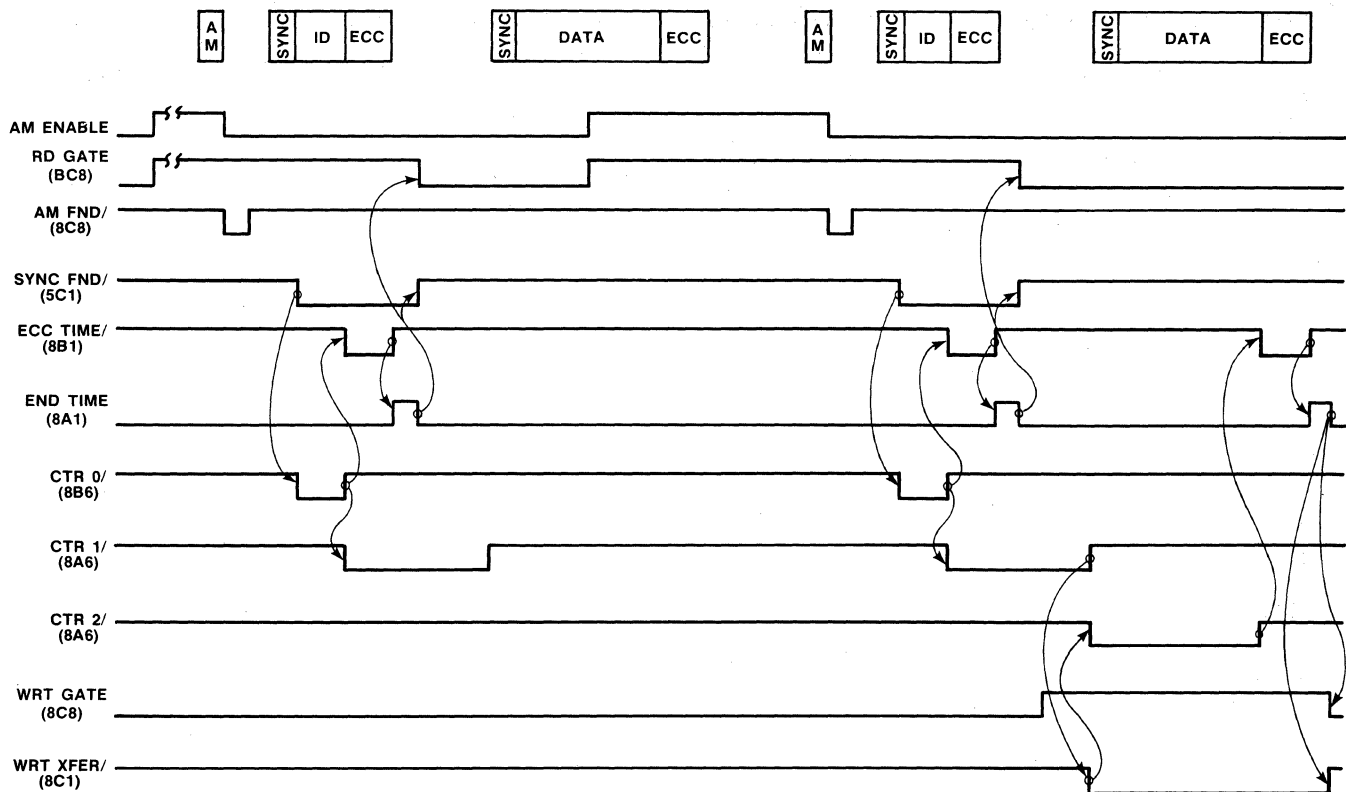 AM SYNC ID ECC SYNC DATA ECC AM SYNC ID ECC SYNC DATA ECC
AM ENABLE
RD GATE
(BC8)
AM FND/
(8C8)
SYNC FND/
(5C1)
ECC TIME/
(8B1)
END TIME
(8A1)
CTR 0/
(8B6)
CTR 1/
(8A6)
CTR 2/
(8A6)
WRT GATE
(8C8)
WRT XFER/
(8C1)